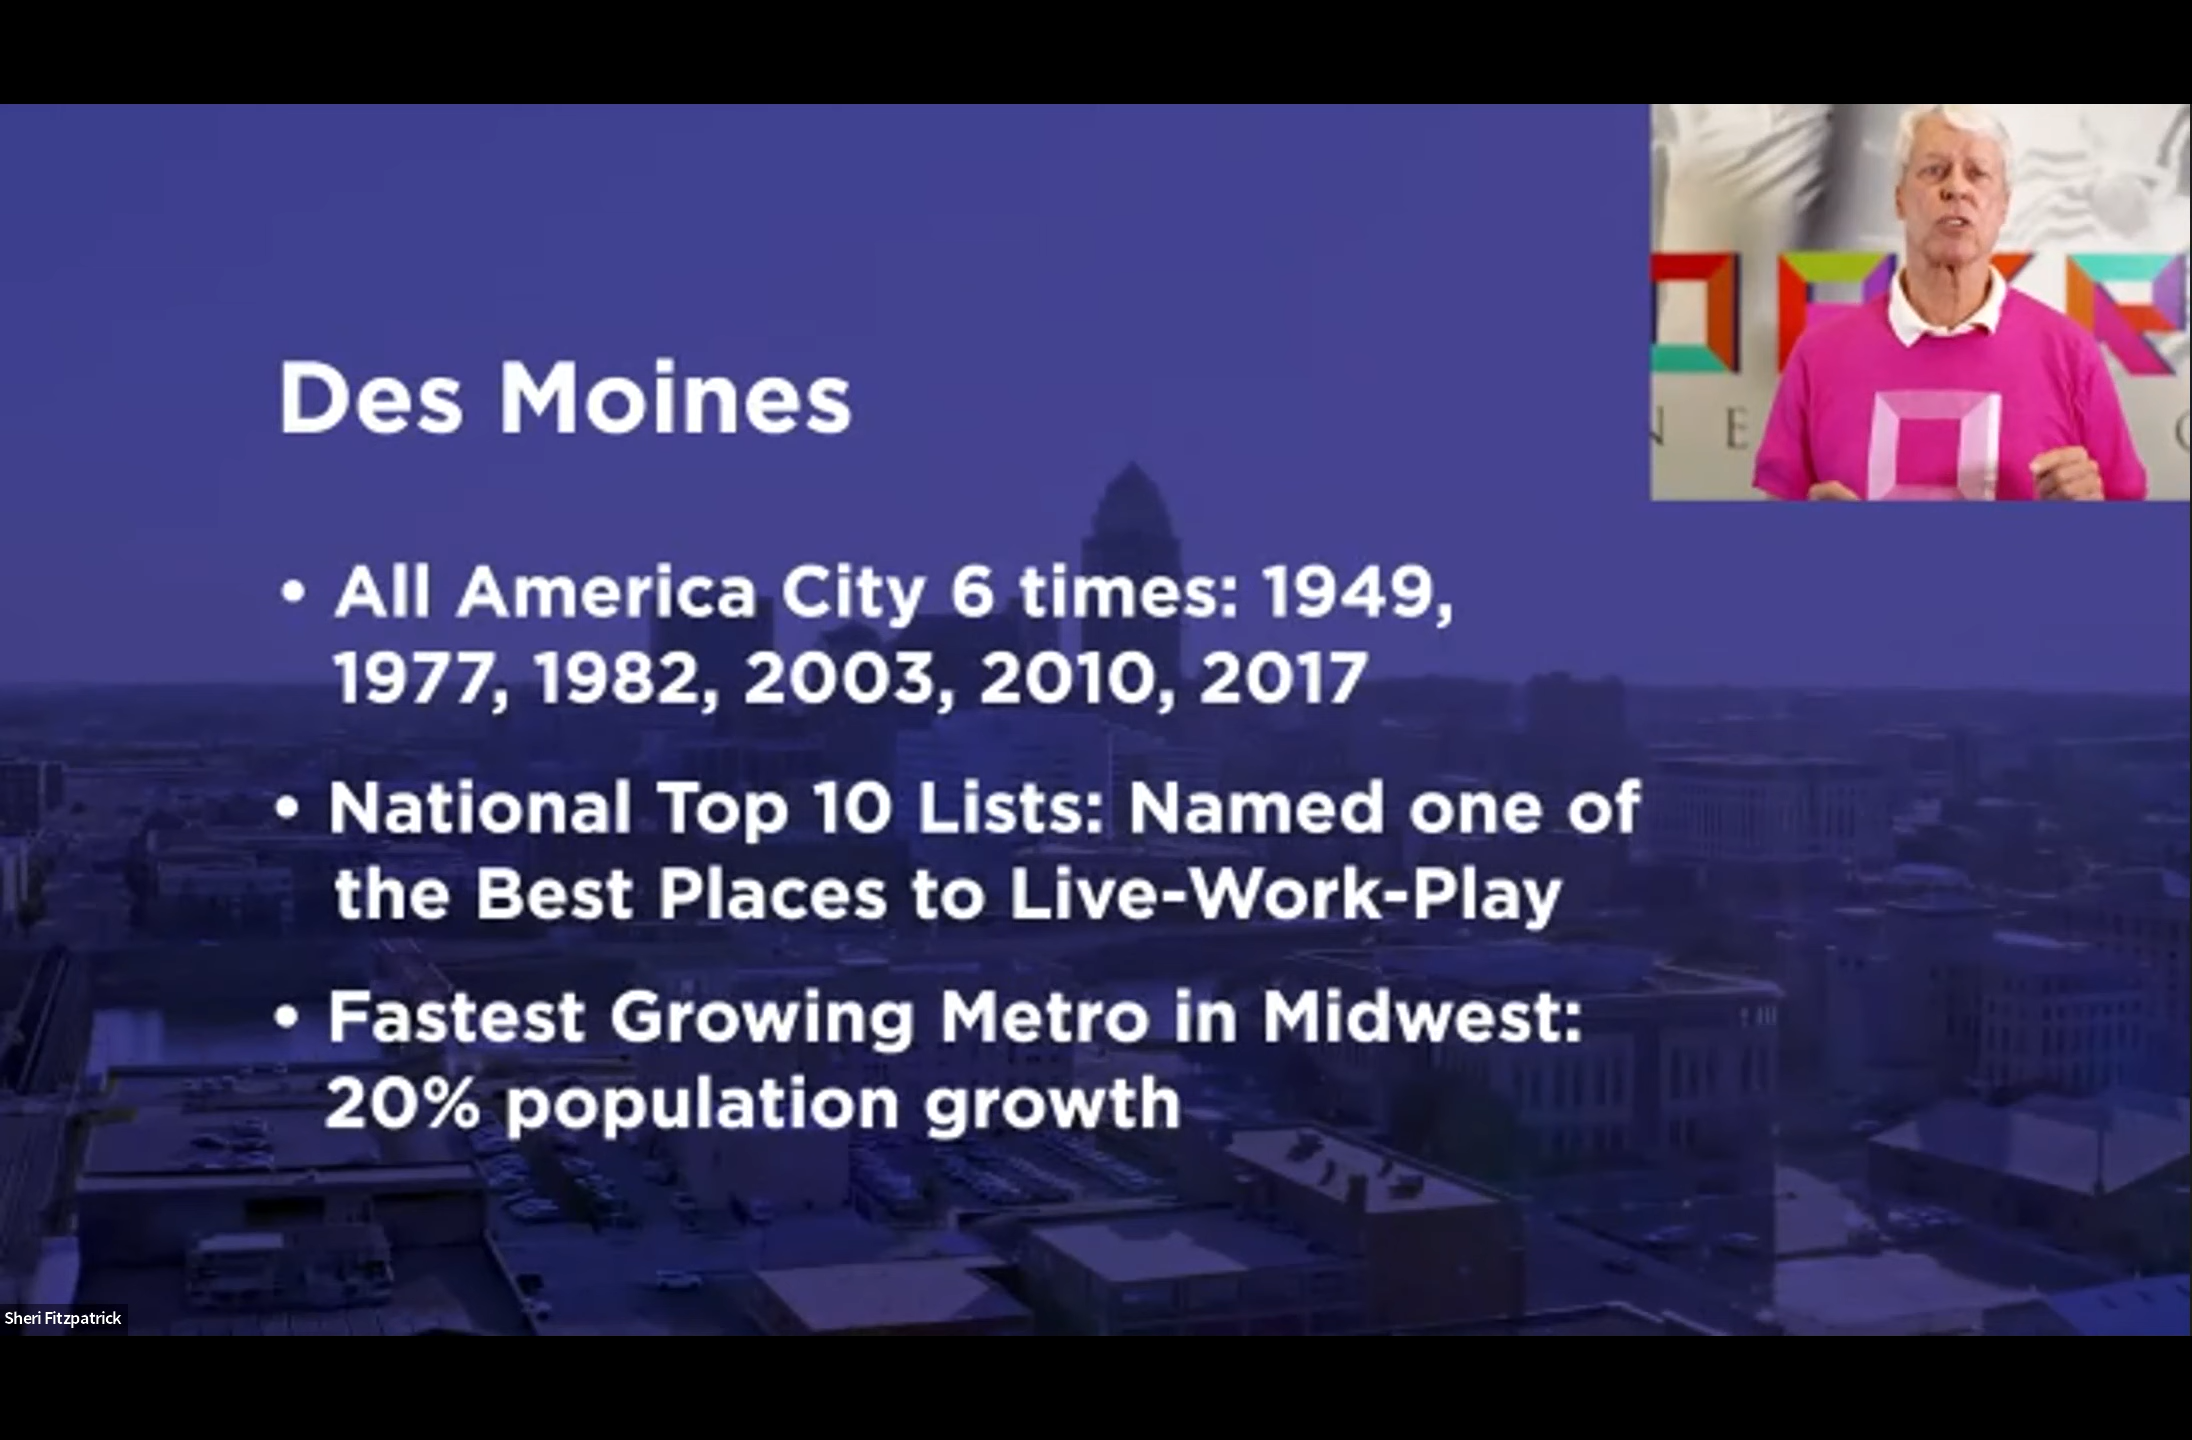 Des Moines
• All America City 6 times: 1949,
1977, 1982, 2003, 2010, 2017
• National Top 10 Lists: Named one of
the Best Places to Live-Work-Play
• Fastest Growing Metro in Midwest:
20% population growth
Sheri Fitzpatrick